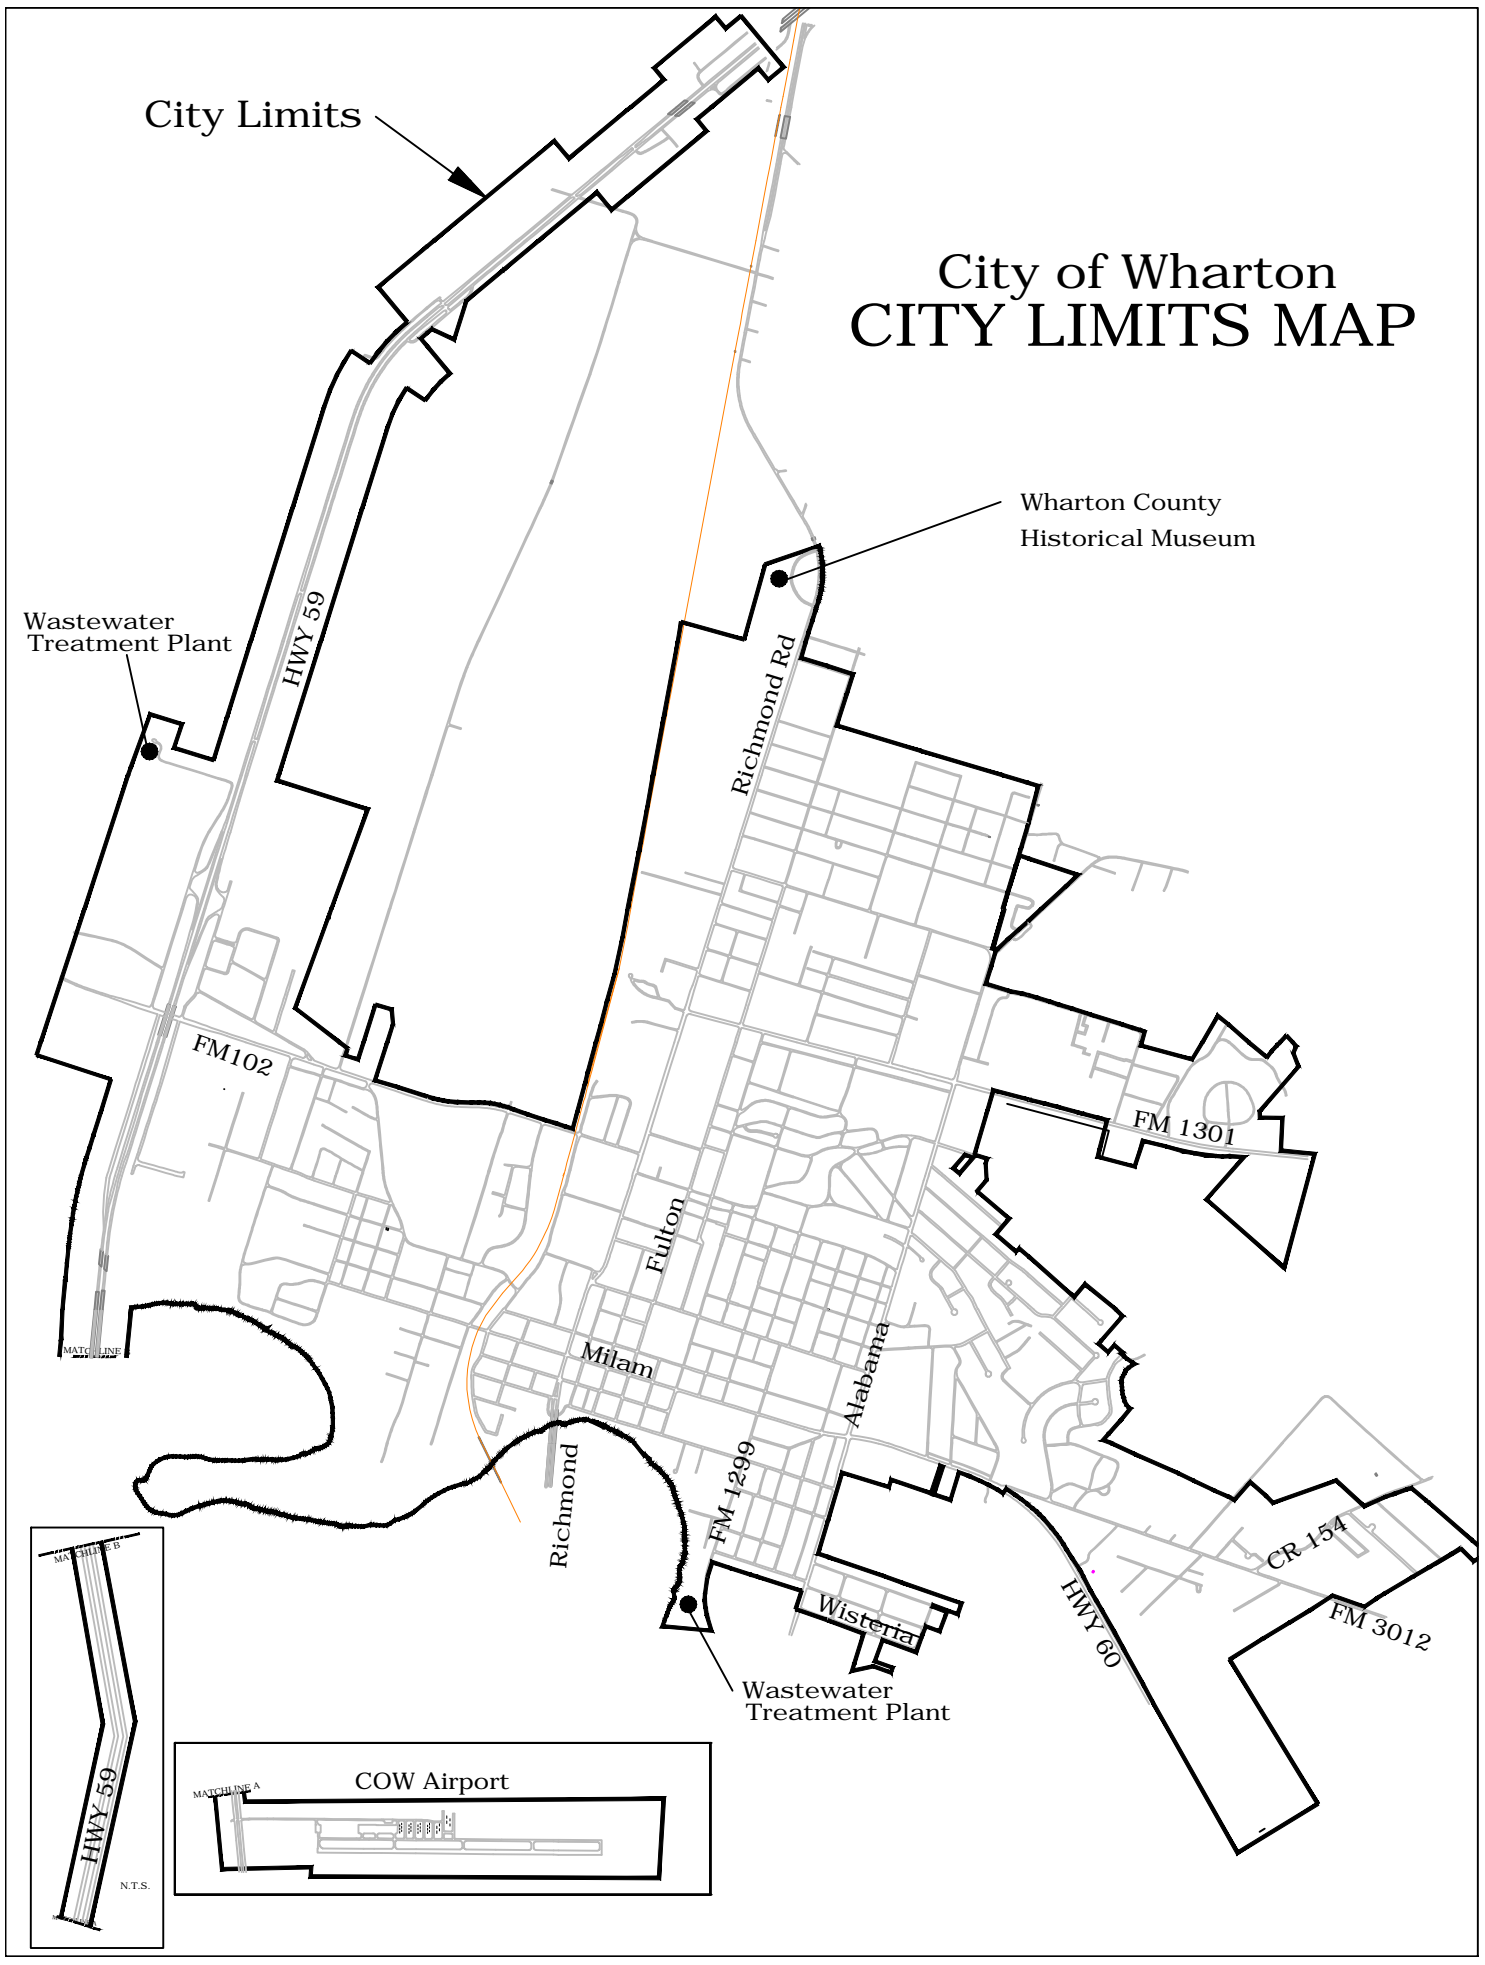 City Limits
City of Wharton
CITY LIMITS MAP
Wharton County
Historical Museum
Wastewater
Treatment Plant
HWY 59
Richmond Rd
FM102
FM 1301
Fulton
Milam
Alabama
MATCHLINE
Richmond
FM 1299
CR 154
FM 3012
HWY 60
Wisteria
Wastewater
Treatment Plant
MATCHLINE B
HWY 59
N.T.S.
COW Airport
MATCHLINE A